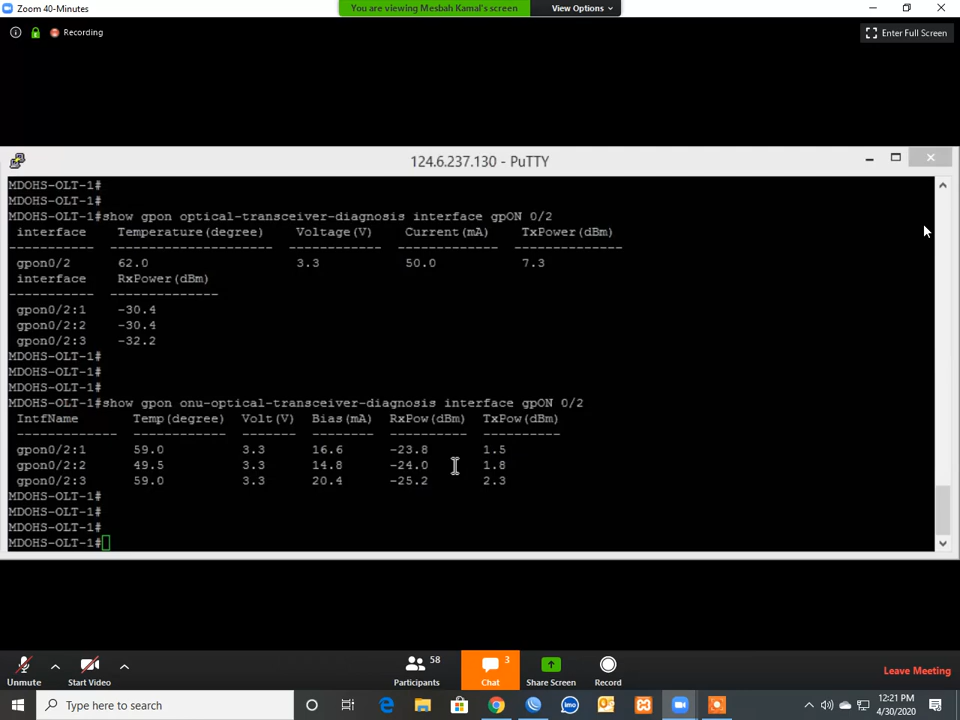 Zoom 40-Minutes
You are viewing Mesbah Kamal's screen
View Options
Recording
Enter Full Screen
124.6.237.130 - PuTTY
MDOHS-OLT-1#
MDOHS-OLT-1#
MDOHS-OLT-1#show gpon optical-transceiver-diagnosis interface gpON 0/2
interface Temperature(degree) Voltage(V) Current(mA) TxPower(dBm)
----------- --------------------- ------------ ------------- --------------
gpon0/2 62.0 3.3 50.0 7.3
interface RxPower(dBm)
----------- --------------
gpon0/2:1 -30.4
gpon0/2:2 -30.4
gpon0/2:3 -32.2
MDOHS-OLT-1#
MDOHS-OLT-1#
MDOHS-OLT-1#
MDOHS-OLT-1#show gpon onu-optical-transceiver-diagnosis interface gpON 0/2
IntfName Temp(degree) Volt(V) Bias(mA) RxPow(dBm) TxPow(dBm)
------------- ------------ ------- -------- ---------- ----------
gpon0/2:1 59.0 3.3 16.6 -23.8 1.5
gpon0/2:2 49.5 3.3 14.8 -24.0 1.8
gpon0/2:3 59.0 3.3 20.4 -25.2 2.3
MDOHS-OLT-1#
MDOHS-OLT-1#
MDOHS-OLT-1#
MDOHS-OLT-1#
58
3
Unmute
Start Video
Participants
Chat
Share Screen
Record
Leave Meeting
Type here to search
imo
12:21 PM
4/30/2020